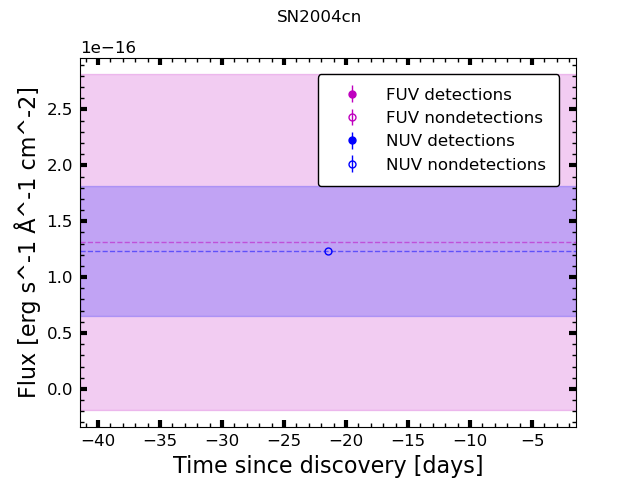 SN2004cn
1e−16
FUV detections
FUV nondetections
NUV detections
NUV nondetections
2.5
2.0
1.5
1.0
0.5
0.0
Flux [erg s^-1 Å^-1 cm^-2]
−40
−35
−30
−25
−20
−15
−10
−5
Time since discovery [days]